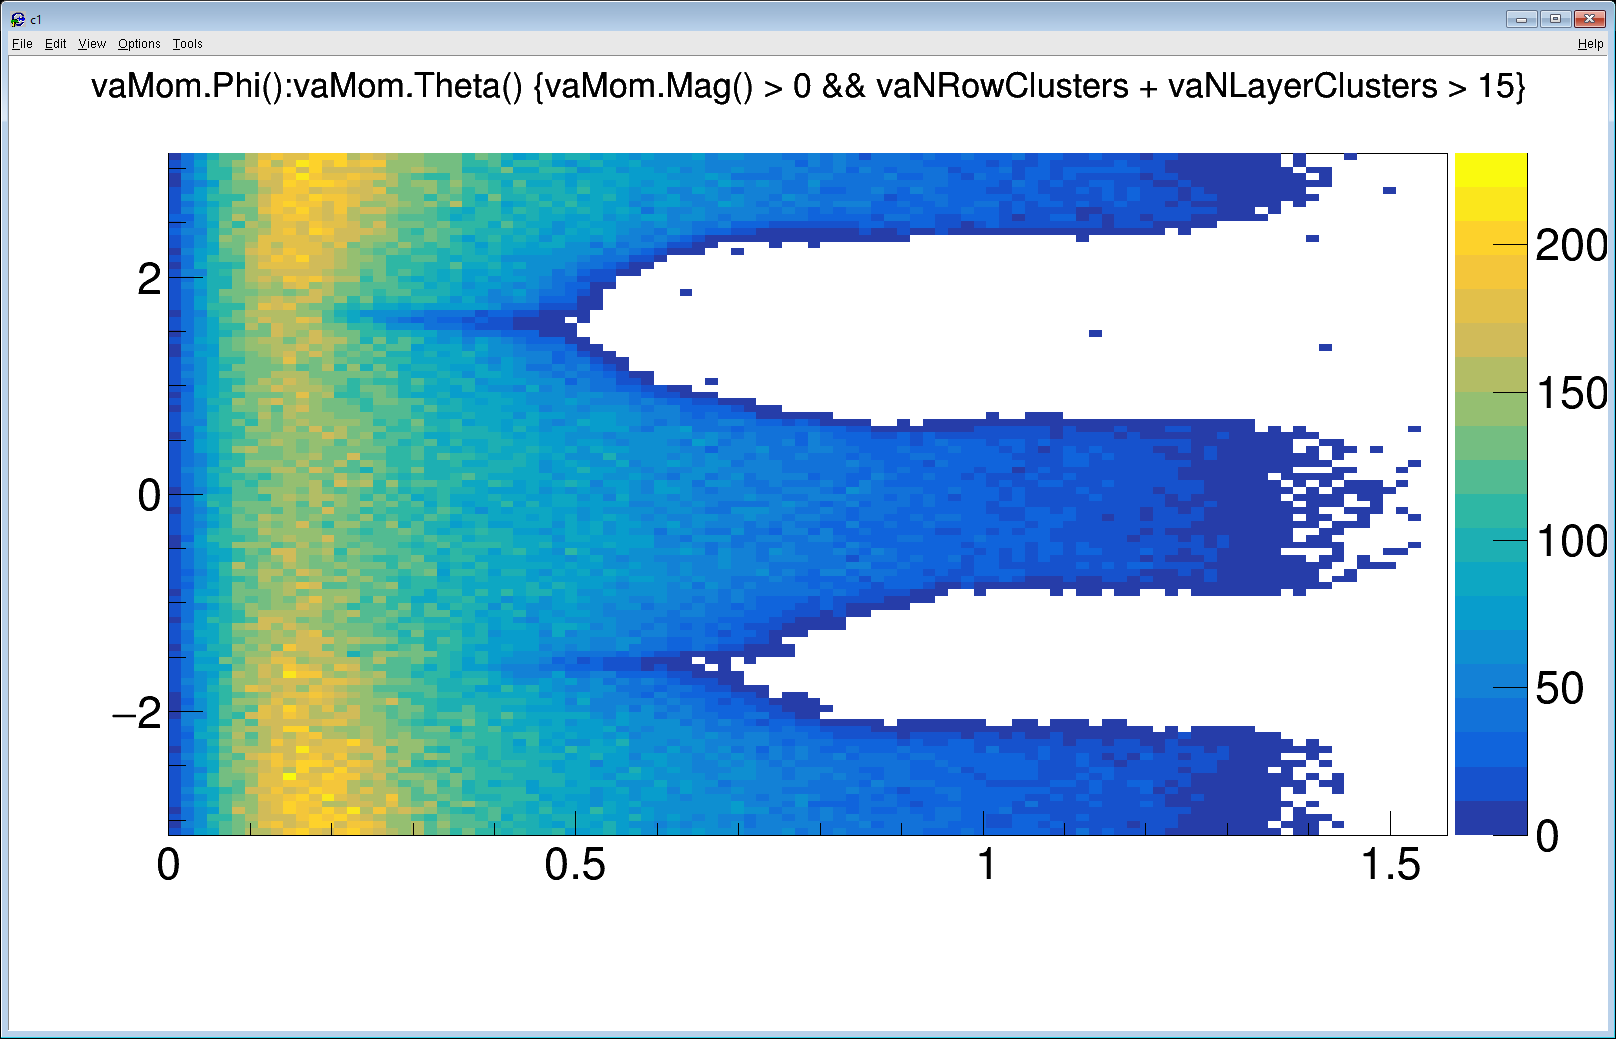 c1
File Edit View Options Tools Help
vaMom.Phi():vaMom.Theta() {vaMom.Mag() > 0 && vaNRowClusters + vaNLayerClusters > 15}
2
0
−2
0 0.5 1 1.5
200
150
100
50
0